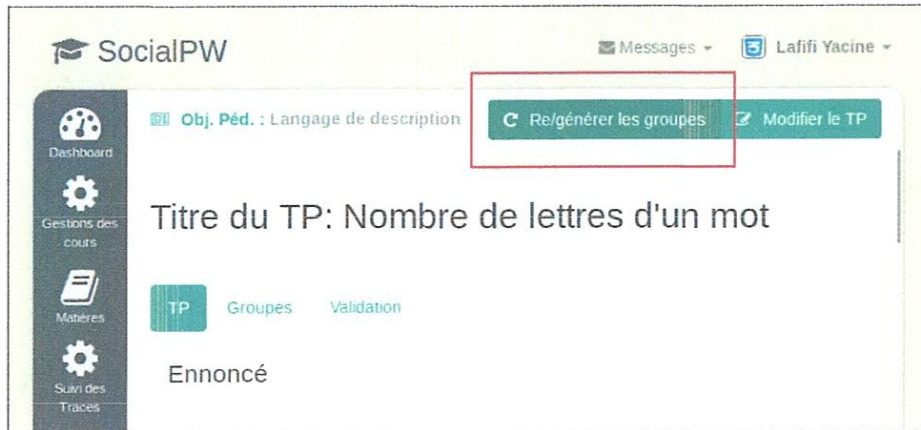 SocialPW
Messages
Lafifi Yacine
Obj. Péd. : Langage de description
Re/générer les groupes
Modifier le TP
Dashboard
Gestions des
cours
Matières
Suivi des
Traces
Titre du TP: Nombre de lettres d'un mot
TP
Groupes
Validation
Ennoncé